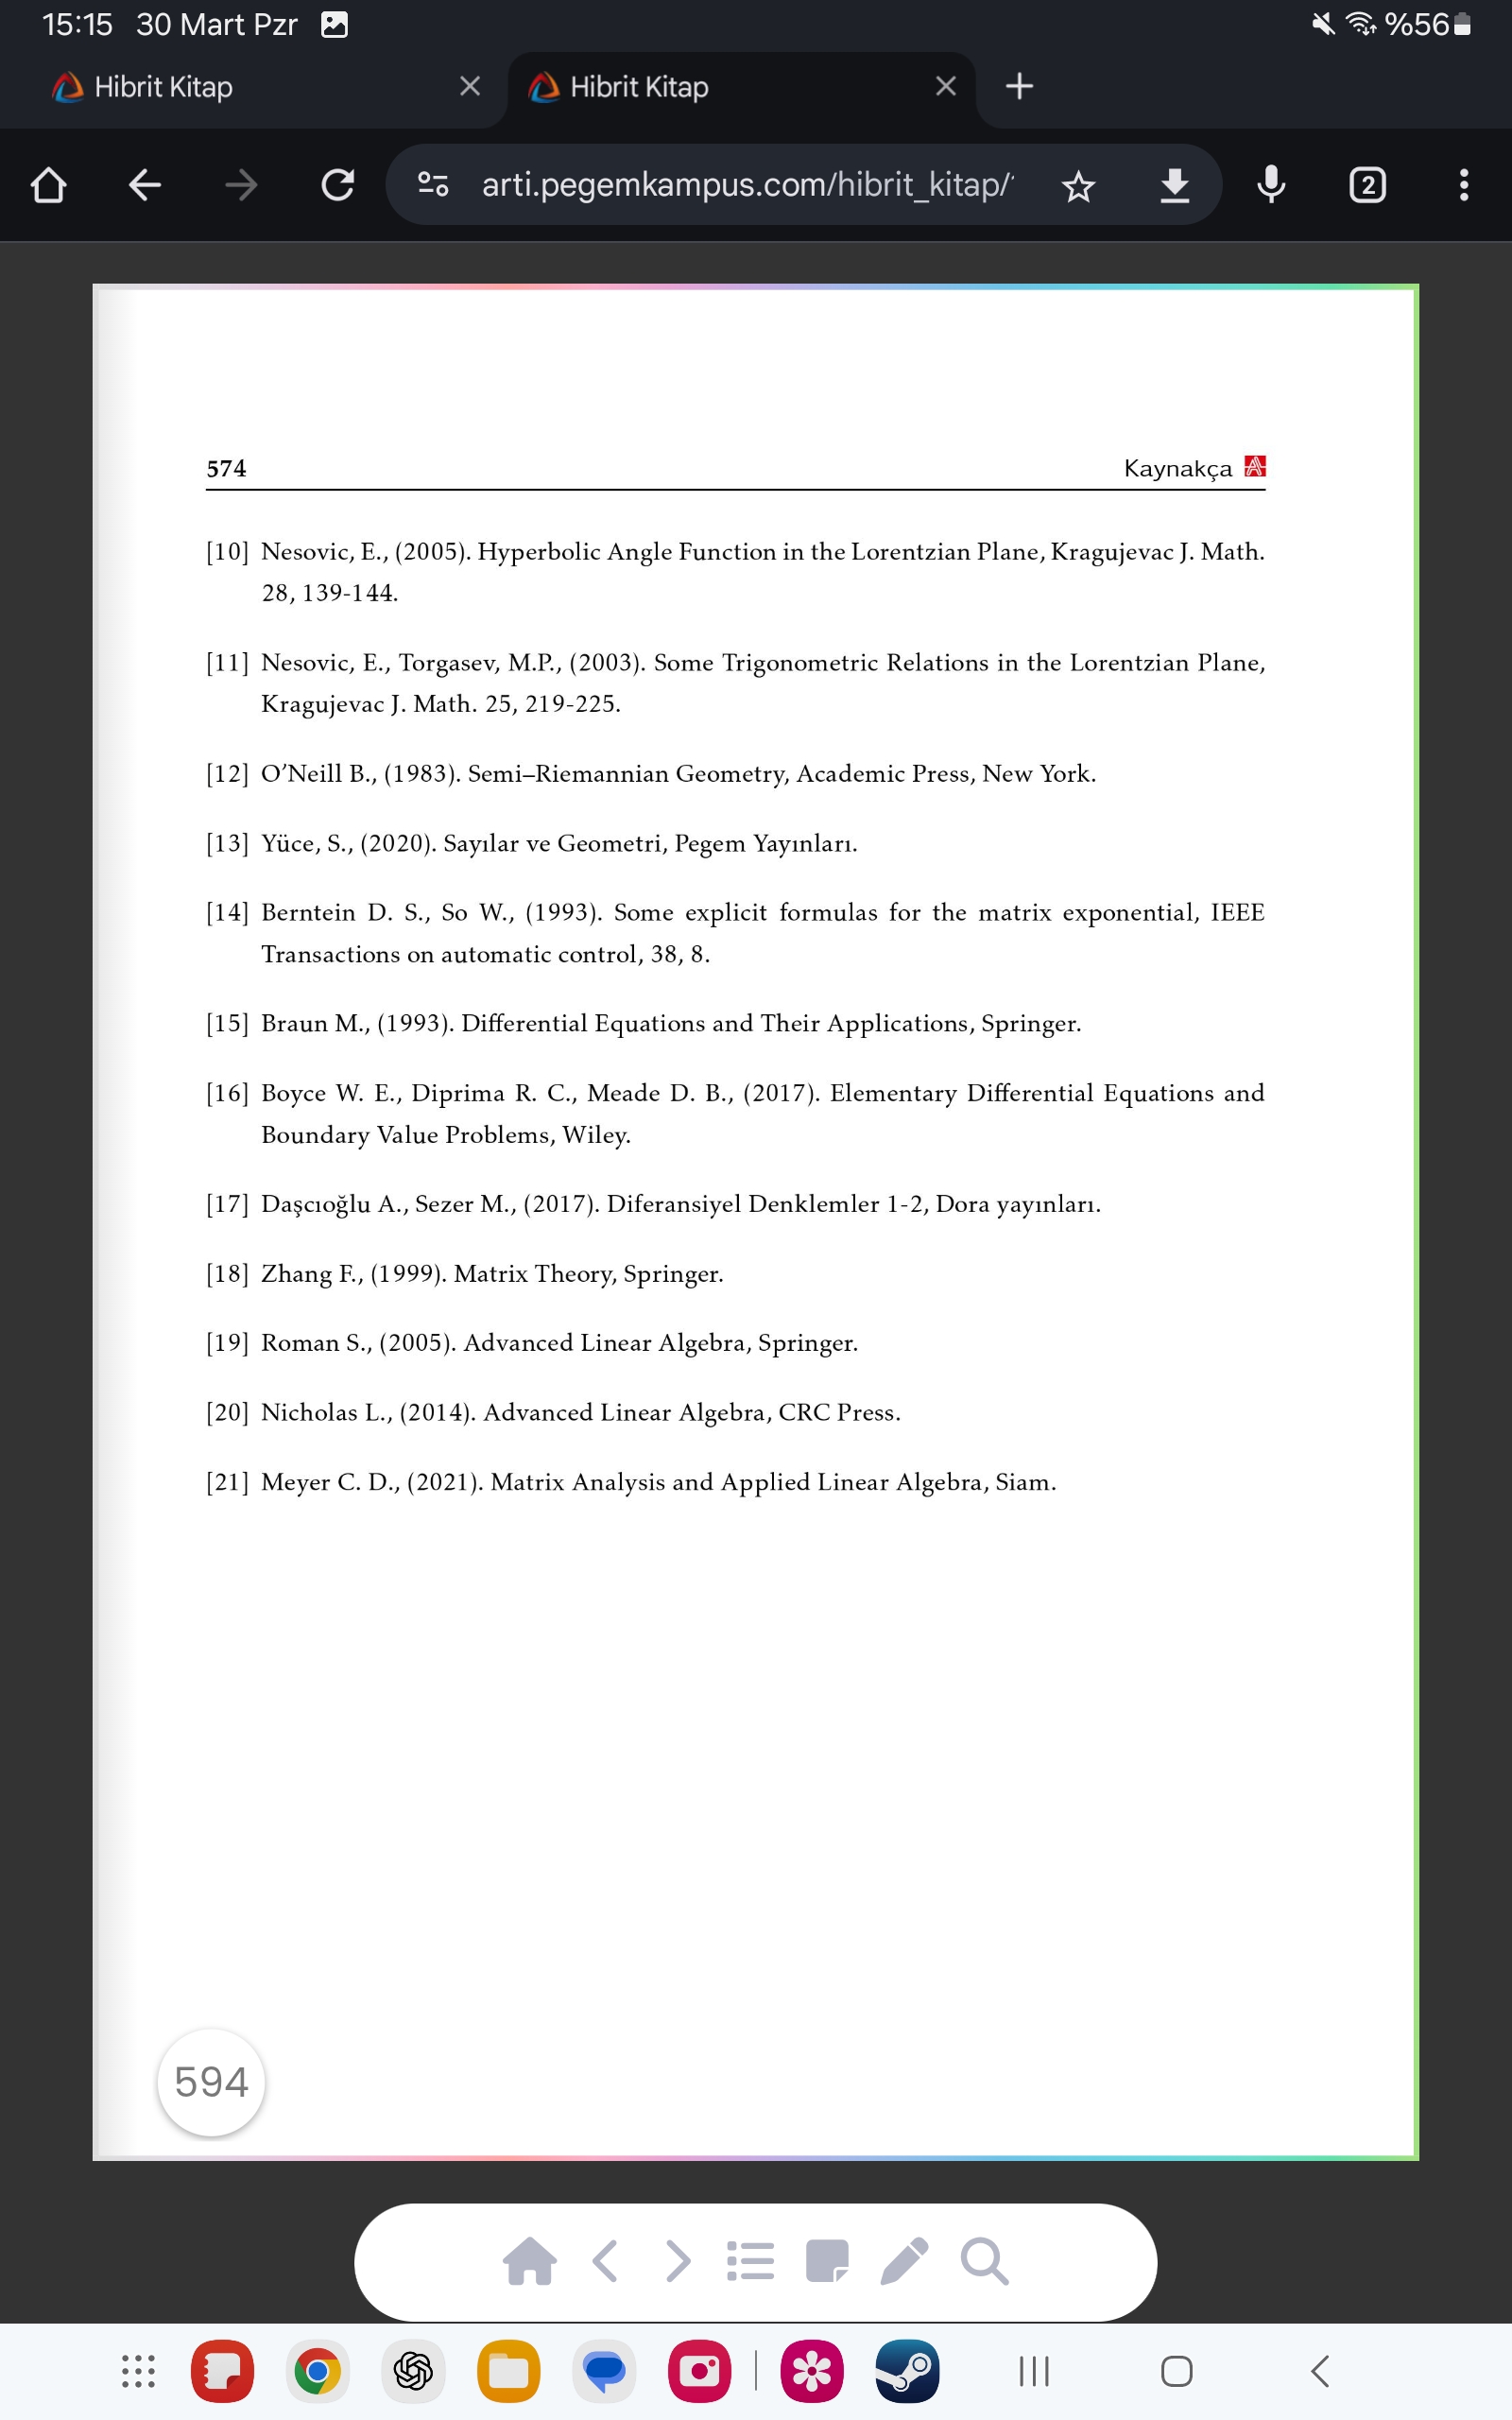 15:15 30 Mart Pzr %56
Hibrit Kitap Hibrit Kitap
arti.pegemkampus.com/hibrit_kitap/ 2
574 Kaynakça
[10] Nesovic, E., (2005). Hyperbolic Angle Function in the Lorentzian Plane, Kragujevac J. Math.
28, 139-144.
[11] Nesovic, E., Torgasev, M.P., (2003). Some Trigonometric Relations in the Lorentzian Plane,
Kragujevac J. Math. 25, 219-225.
[12] O’Neill B., (1983). Semi–Riemannian Geometry, Academic Press, New York.
[13] Yüce, S., (2020). Sayılar ve Geometri, Pegem Yayınları.
[14] Berntein D. S., So W., (1993). Some explicit formulas for the matrix exponential, IEEE
Transactions on automatic control, 38, 8.
[15] Braun M., (1993). Differential Equations and Their Applications, Springer.
[16] Boyce W. E., Diprima R. C., Meade D. B., (2017). Elementary Differential Equations and
Boundary Value Problems, Wiley.
[17] Daşcıoğlu A., Sezer M., (2017). Diferansiyel Denklemler 1-2, Dora yayınları.
[18] Zhang F., (1999). Matrix Theory, Springer.
[19] Roman S., (2005). Advanced Linear Algebra, Springer.
[20] Nicholas L., (2014). Advanced Linear Algebra, CRC Press.
[21] Meyer C. D., (2021). Matrix Analysis and Applied Linear Algebra, Siam.
594